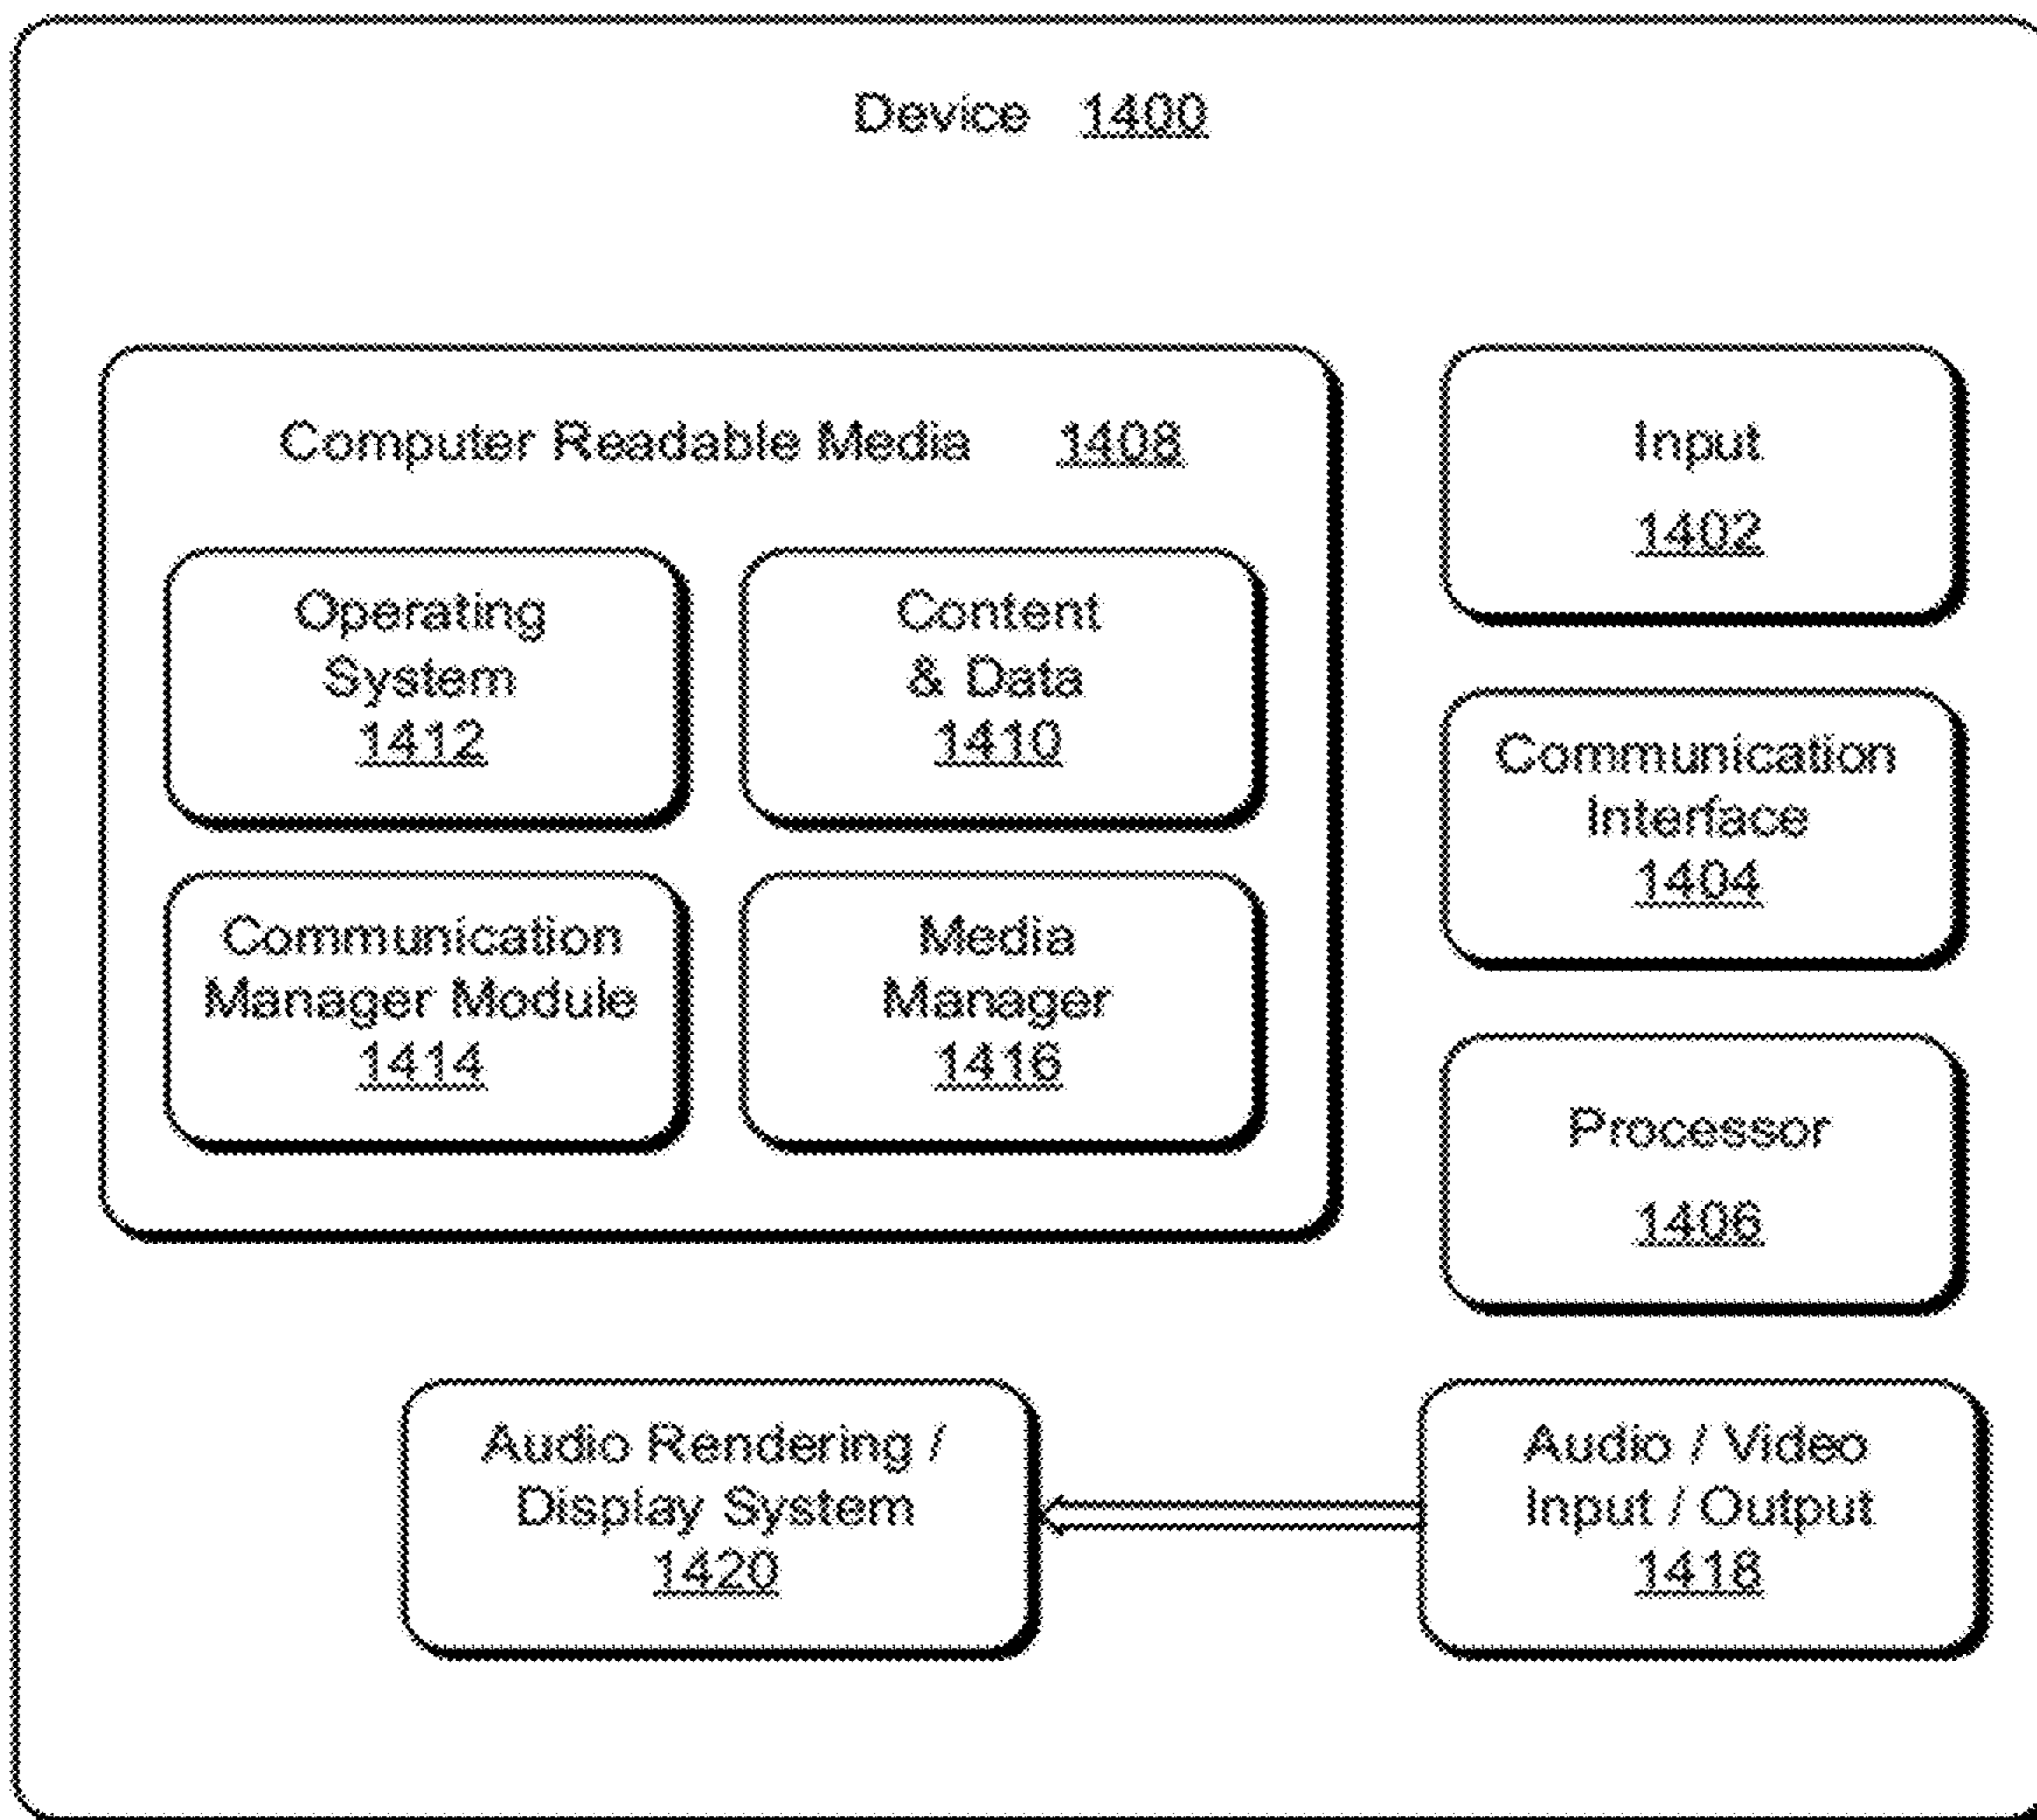 Device 1400
Computer Readable Media 1408
Operating
System
1412
Content
& Data
1410
Communication
Manager Module
1414
Media
Manager
1416
Input
1402
Communication
Interface
1404
Processor
1406
Audio Rendering /
Display System
1420
Audio / Video
Input / Output
1418